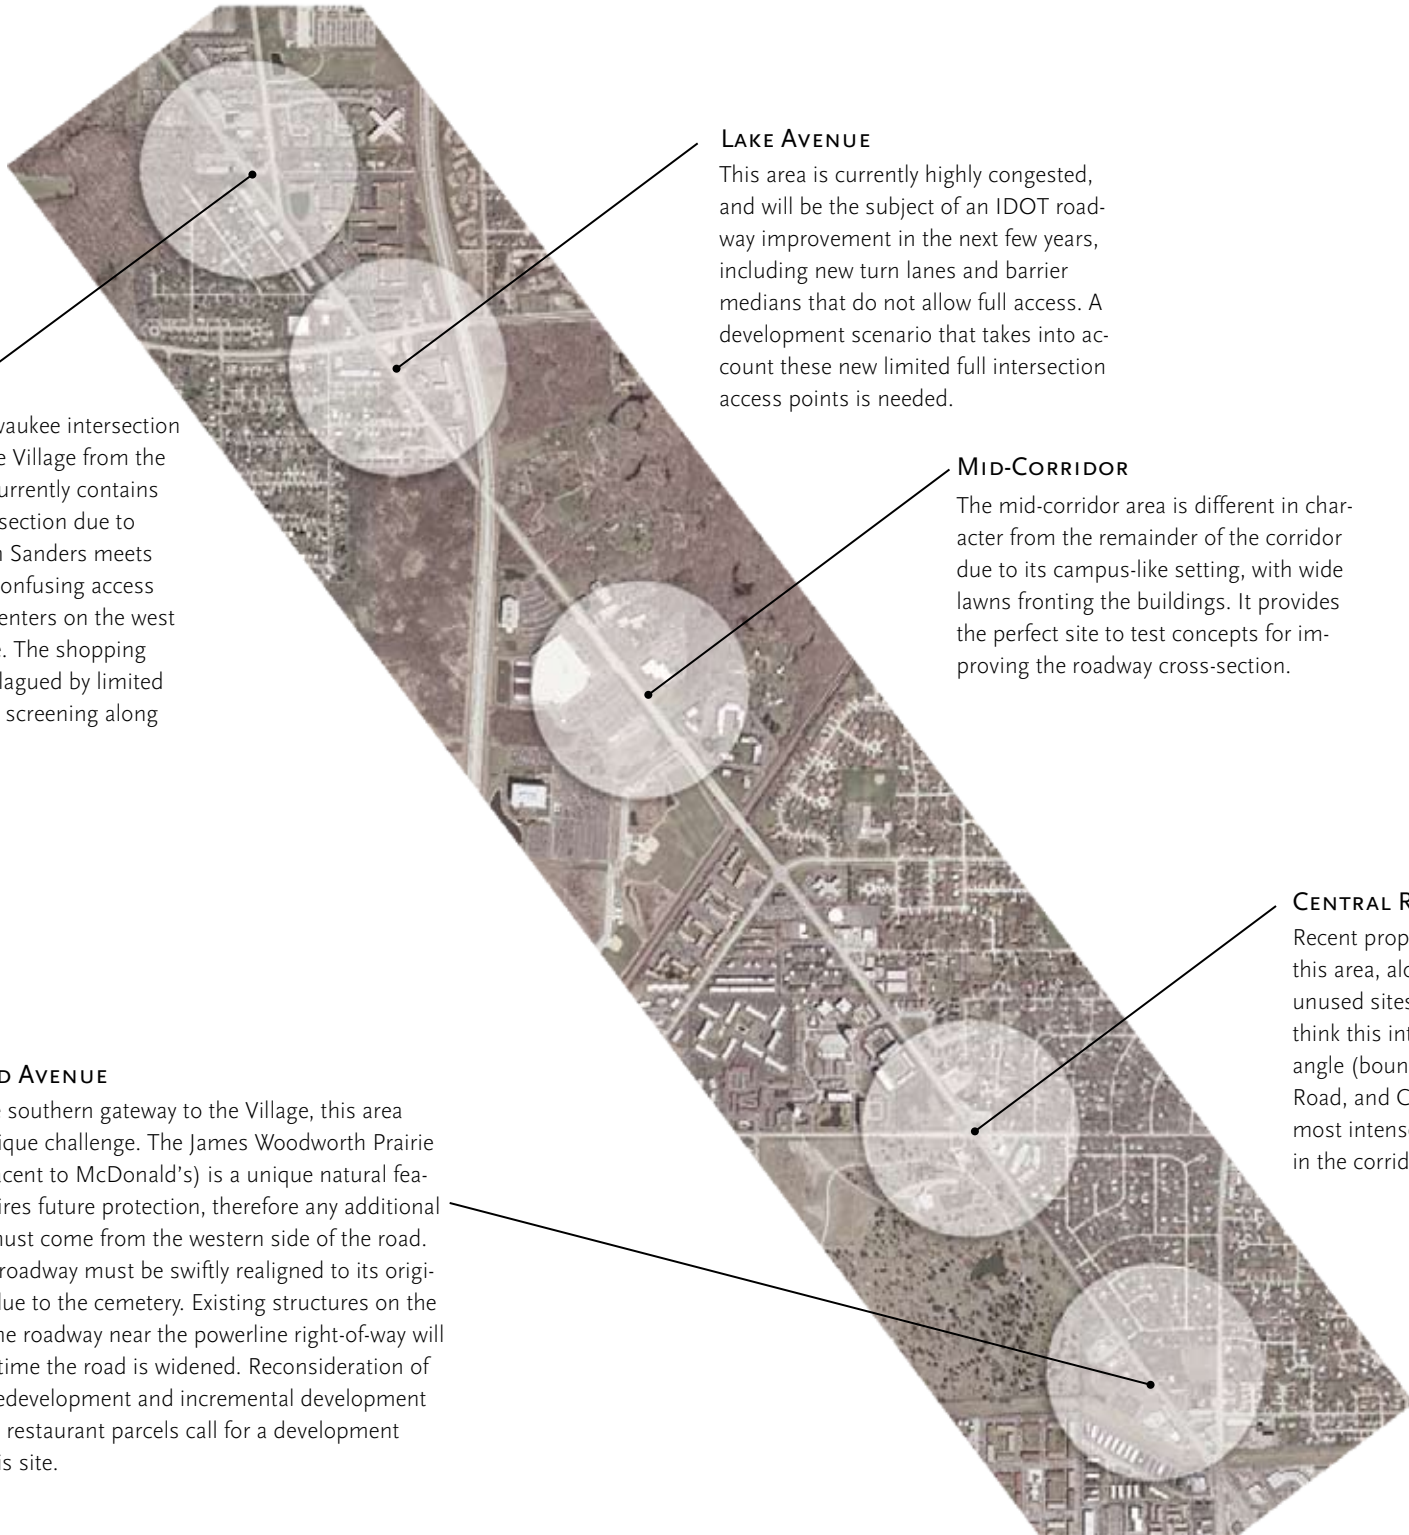 LAKE AVENUE
This area is currently highly congested,
and will be the subject of an IDOT road-
way improvement in the next few years,
including new turn lanes and barrier
medians that do not allow full access. A
development scenario that takes into ac-
count these new limited full intersection
access points is needed.
waukee intersection
e Village from the
urrently contains
section due to
n Sanders meets
onfusing access
enters on the west
e. The shopping
lagued by limited
screening along
MID-CORRIDOR
The mid-corridor area is different in char-
acter from the remainder of the corridor
due to its campus-like setting, with wide
lawns fronting the buildings. It provides
the perfect site to test concepts for im-
proving the roadway cross-section.
CENTRAL R
Recent prop
this area, alo
unused sites
think this int
angle (boun
Road, and C
most intens
in the corrid
D AVENUE
e southern gateway to the Village, this area
ique challenge. The James Woodworth Prairie
acent to McDonald's) is a unique natural fea-
ires future protection, therefore any additional
must come from the western side of the road.
roadway must be swiftly realigned to its origi-
due to the cemetery. Existing structures on the
he roadway near the powerline right-of-way will
time the road is widened. Reconsideration of
edevelopment and incremental development
restaurant parcels call for a development
is site.